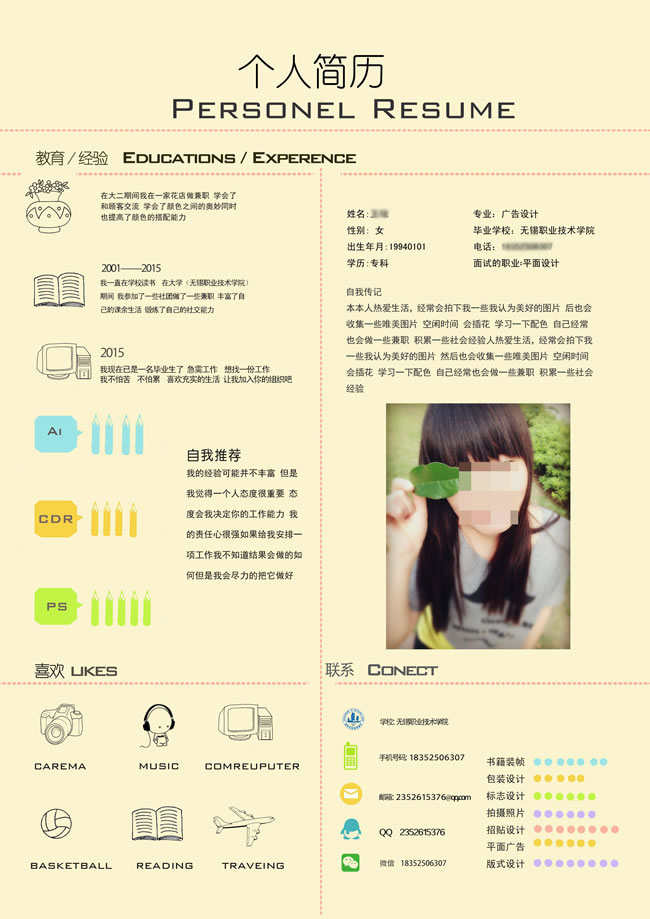 个人简历
PERSONEL RESUME
教育 / 经验 EDUCATIONS / EXPERENCE
在大二期间我在一家花店做兼职 学会了
和顾客交流 学会了颜色之间的奥妙同时
也提高了颜色的搭配能力
2001——2015
我一直在学校读书 在大学（无锡职业技术学院）
期间 我参加了一些社团做了一些兼职 丰富了自
己的课余生活 锻炼了自己的社交能力
2015
我现在已是一名毕业生了 急需工作 想找一份工作
我不怕苦 不怕累 喜欢充实的生活 让我加入你的组织吧
AI
CDR
PS
自我推荐
我的经验可能并不丰富 但是
我觉得一个人态度很重要 态
度会我决定你的工作能力 我
的责任心很强如果给我安排一
项工作我不知道结果会做的如
何但是我会尽力的把它做好
姓名:
专业：广告设计
性别: 女
毕业学校：无锡职业技术学院
出生年月:19940101
电话:
学历:专科
面试的职业:平面设计
自我传记
本本人热爱生活，经常会拍下我一些我认为美好的图片 后也会
收集一些唯美图片 空闲时间 会插花 学习一下配色 自己经常
也会做一些兼职 积累一些社会经验人热爱生活，经常会拍下我
一些我认为美好的图片 然后也会收集一些唯美图片 空闲时间
会插花 学习一下配色 自己经常也会做一些兼职 积累一些社会
经验
喜欢 LIKES
CAREMA
MUSIC
COMREUPUTER
BASKETBALL
READING
TRAVEING
联系 CONECT
学校: 无锡职业技术学院
手机号码: 18352506307
邮箱: 2352615376@qq.com
QQ 2352615376
微信 18352506307
书籍装帧
包装设计
标志设计
拍摄照片
招贴设计
平面广告
版式设计